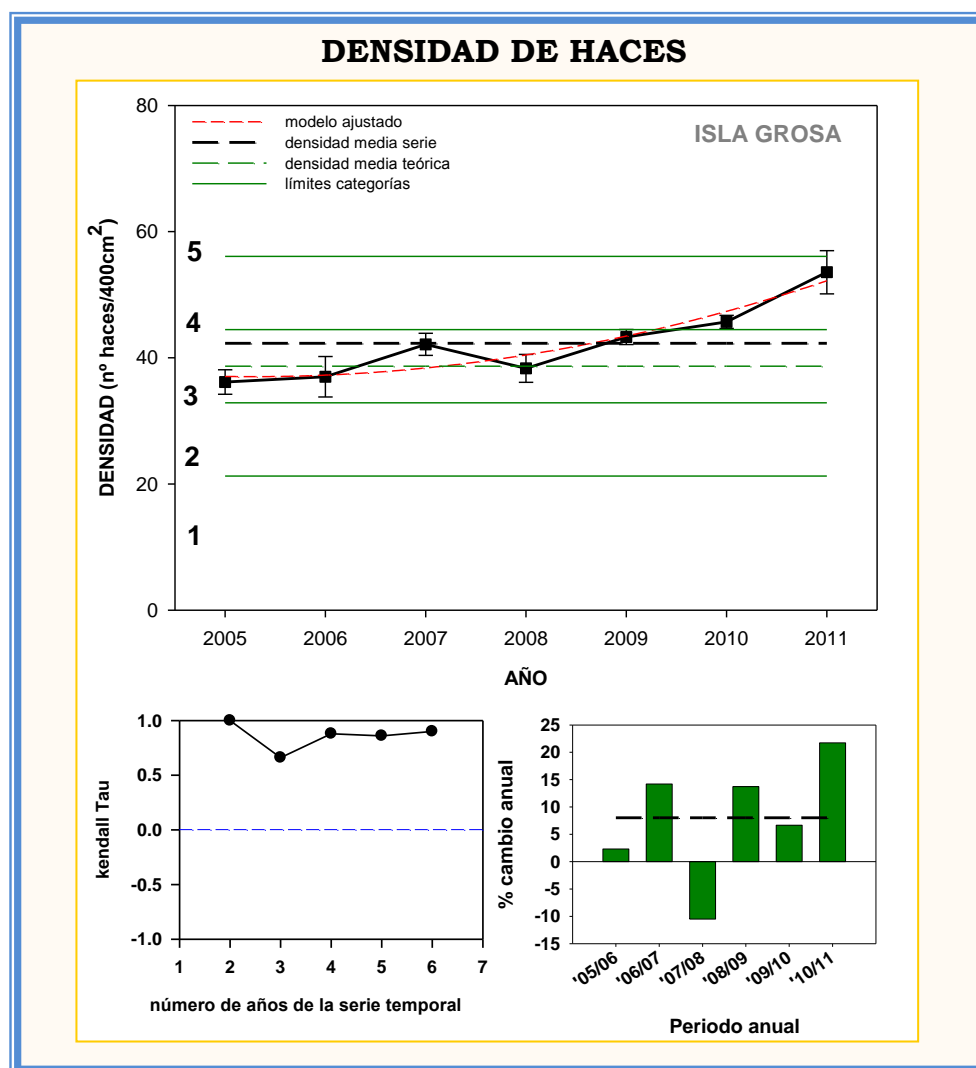 DENSIDAD DE HACES
80
modelo ajustado
densidad media serie
densidad media teórica
límites categorías
ISLA GROSA
DENSIDAD (nº haces/400cm²)
60
5
4
40
3
2
20
1
0
2005 2006 2007 2008 2009 2010 2011
AÑO
kendall Tau
1.0
0.5
0.0
-0.5
-1.0
1 2 3 4 5 6 7
número de años de la serie temporal
% cambio anual
25
20
15
10
5
0
-5
-10
-15
'05/06 '06/07 '07/08 '08/09 '09/10 '10/11
Periodo anual